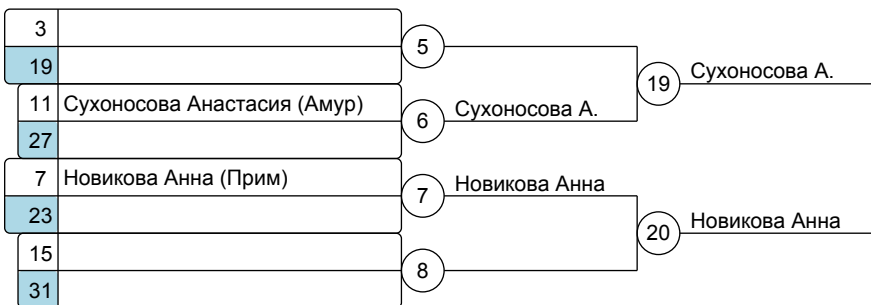 3
5
19
19 Сухоносова А.
11 Сухоносова Анастасия (Амур)
6 Сухоносова А.
27
7 Новикова Анна (Прим)
7 Новикова Анна
23
20 Новикова Анна
15
8
31